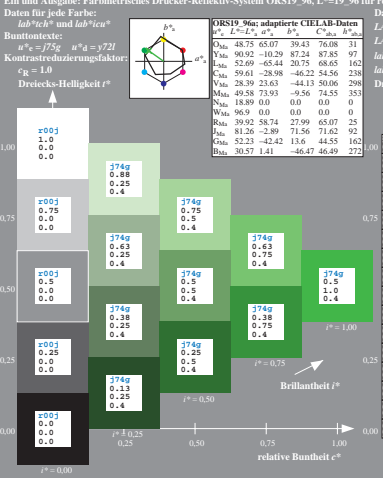 Ein und Ausgabe: Farbmetrisches Drucker-Reflektiv-System ORS19_96, L*=19_96 für
Daten für jede Farbe:
lab*tch* und lab*icu*
Bunttontexte:
u*e = j75g u*d = y72l
Kontrastreduzierungsfaktor:
cR = 1.0
Dreiecks-Helligkeit t*
b*a
a*a
ORS19_96a; adaptierte CIELAB-Daten
L*=L*a a*a b*a C*ab,a h*ab,a
OMa 48.75 65.07 39.43 76.08 31
YMa 90.92 −10.29 87.24 87.85 97
LMa 52.69 −65.44 20.75 68.65 162
CMa 59.61 −28.98 −46.22 54.56 238
VMa 28.39 23.63 −44.13 50.06 298
MMa 49.58 73.93 −9.56 74.55 353
NMa 18.89 0.0 0.0 0 0
WMa 96.9 0.0 0.0 0 0
RMa 39.92 58.74 27.99 65.07 25
JMa 81.26 −2.89 71.56 71.62 92
GMa 52.23 −42.42 13.6 44.55 162
BMa 30.57 1.41 −46.47 46.49 272
1,00
r00j
1.0
0.0
0.0
j74g
0.88
0.25
0.4
0,75
r00j
0.75
0.0
0.0
j74g
0.75
0.5
0.4
j74g
0.63
0.25
0.4
j74g
0.63
0.75
0.4
0,50
r00j
0.5
0.0
0.0
j74g
0.5
0.5
0.4
j74g
0.5
1.0
0.4
j74g
0.38
0.25
0.4
j74g
0.38
0.75
0.4
i* = 1,00
0,25
r00j
0.25
0.0
0.0
j74g
0.25
0.5
0.4
i* = 0,75
j74g
0.13
0.25
0.4
Brillantheit i*
i* = 0,50
0,00
r00j
0.0
0.0
0.0
i* = 0,25
0,25 0,50 0,75 1,00
relative Buntheit c*
i* = 0,00